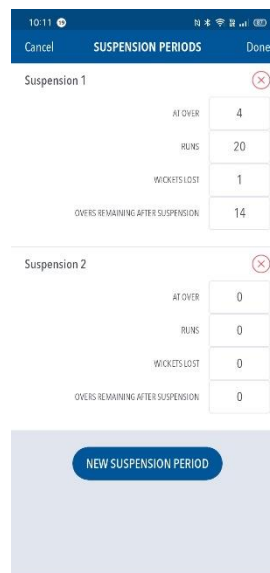 10:11
Cancel SUSPENSION PERIODS Done
Suspension 1
AT OVER 4
RUNS 20
WICKETS LOST 1
OVERS REMAINING AFTER SUSPENSION 14
Suspension 2
AT OVER 0
RUNS 0
WICKETS LOST 0
OVERS REMAINING AFTER SUSPENSION 0
NEW SUSPENSION PERIOD